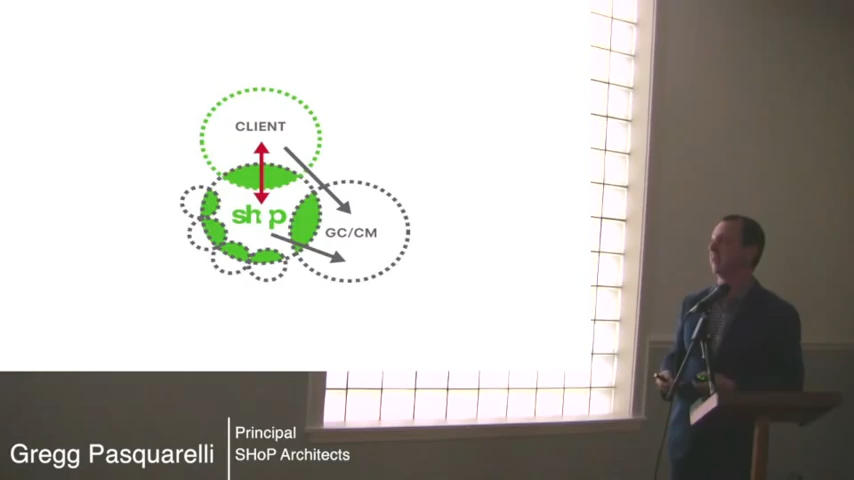 CLIENT
shop
GC/CM
Gregg Pasquarelli
Principal
SHoP Architects